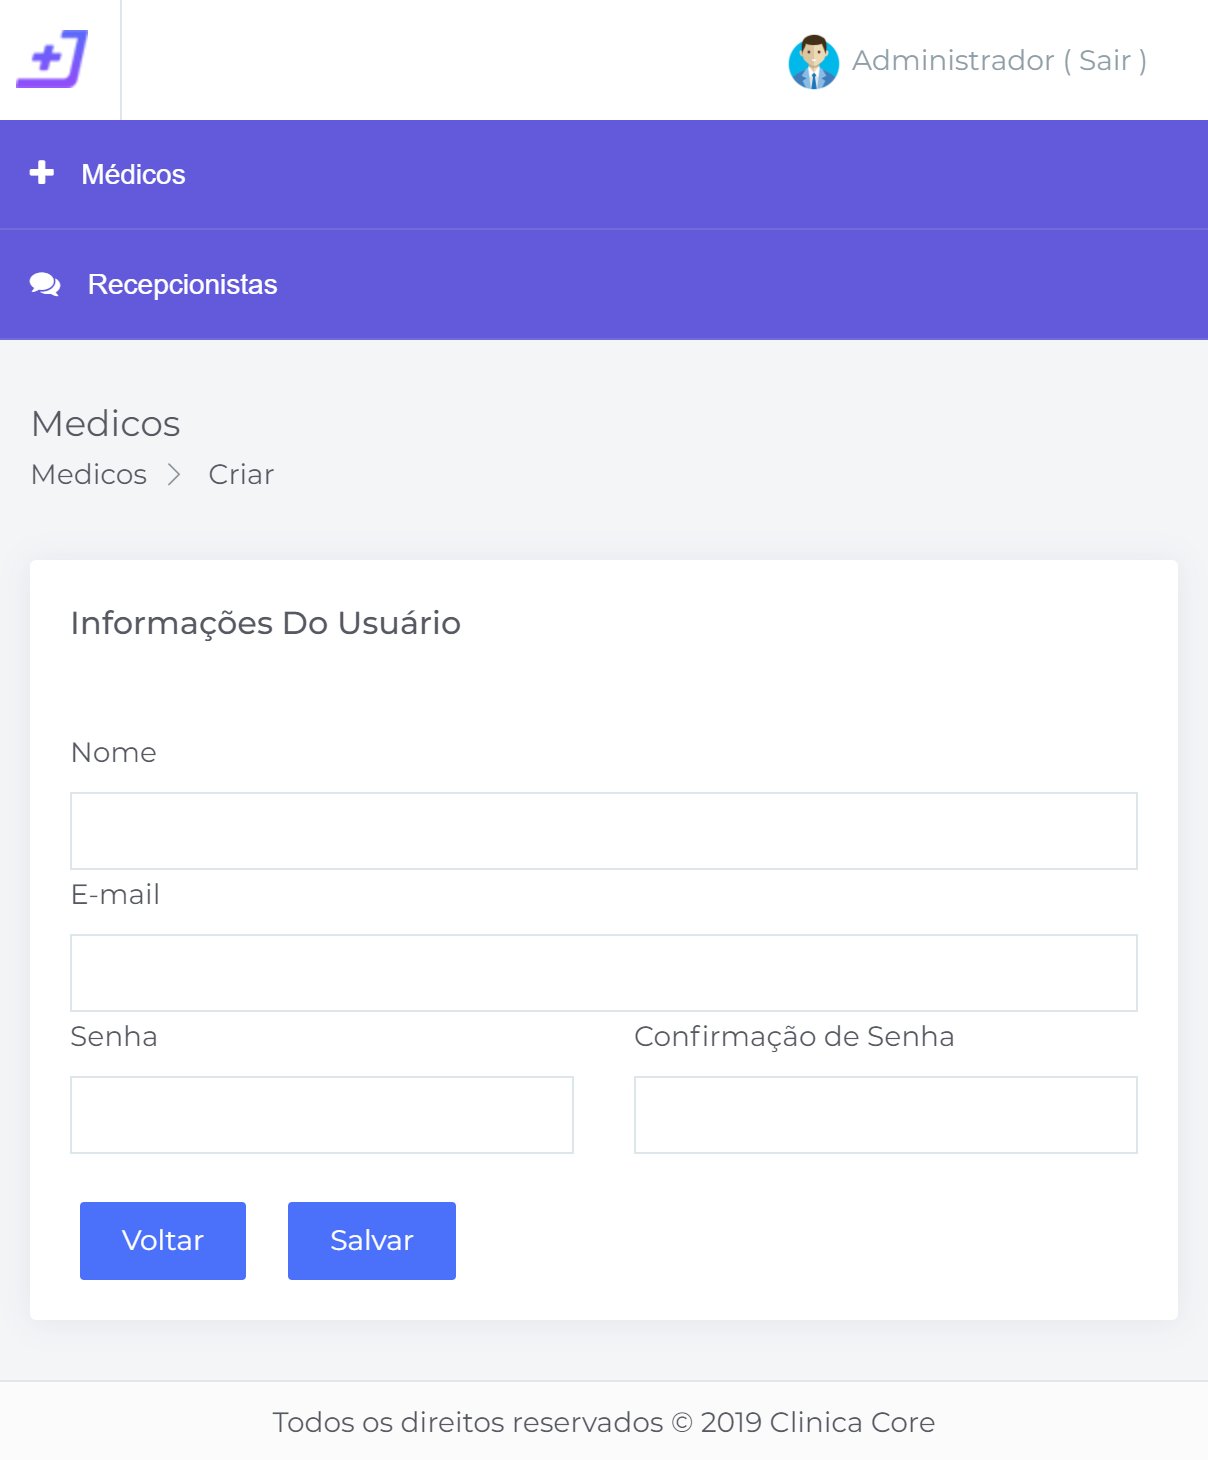 Administrador ( Sair )
Médicos
Recepcionistas
Medicos
Medicos > Criar
Informações Do Usuário
Nome
E-mail
Senha Confirmação de Senha
Voltar Salvar
Todos os direitos reservados © 2019 Clinica Core